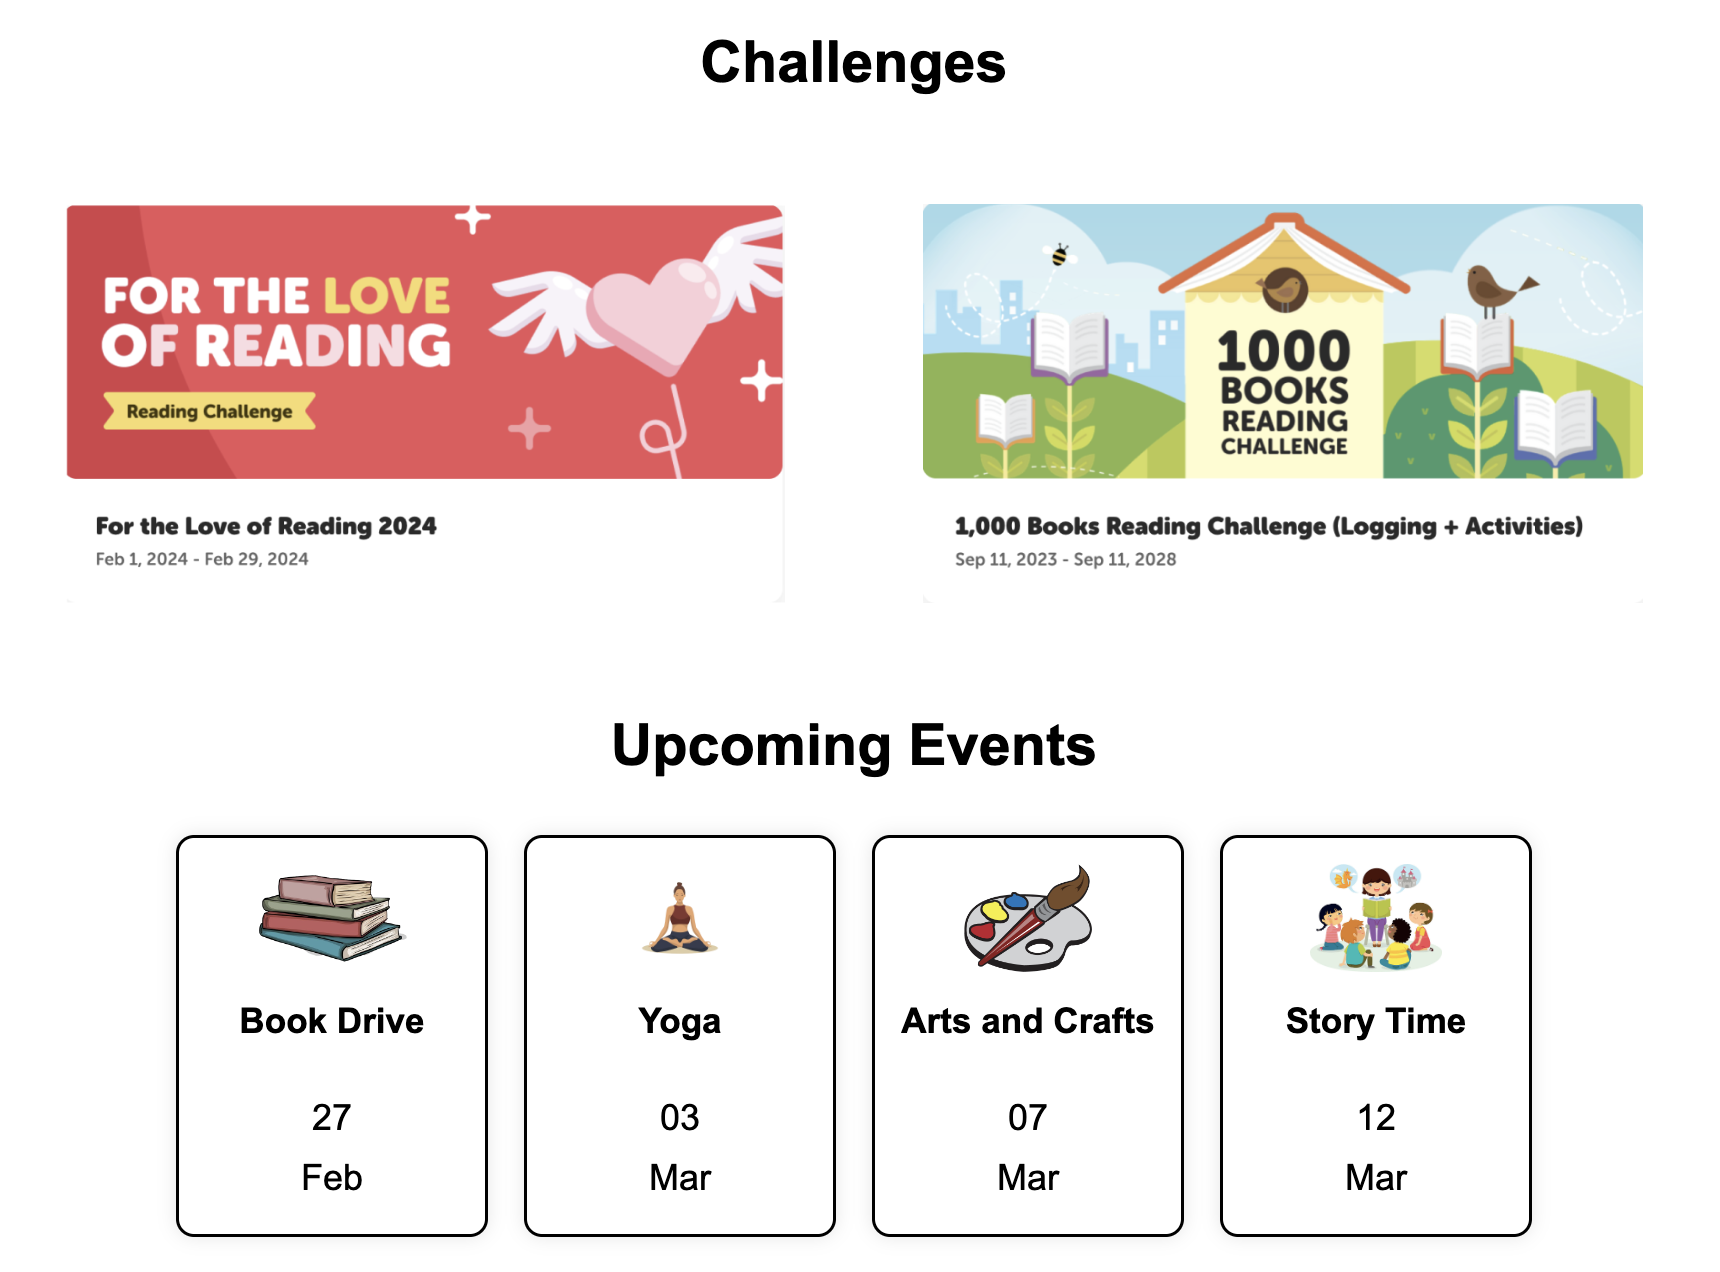 Challenges
FOR THE LOVE
OF READING
Reading Challenge
For the Love of Reading 2024
Feb 1, 2024 - Feb 29, 2024
1000
BOOKS
READING
CHALLENGE
1,000 Books Reading Challenge (Logging + Activities)
Sep 11, 2023 - Sep 11, 2028
Upcoming Events
Book Drive
27
Feb
Yoga
03
Mar
Arts and Crafts
07
Mar
Story Time
12
Mar